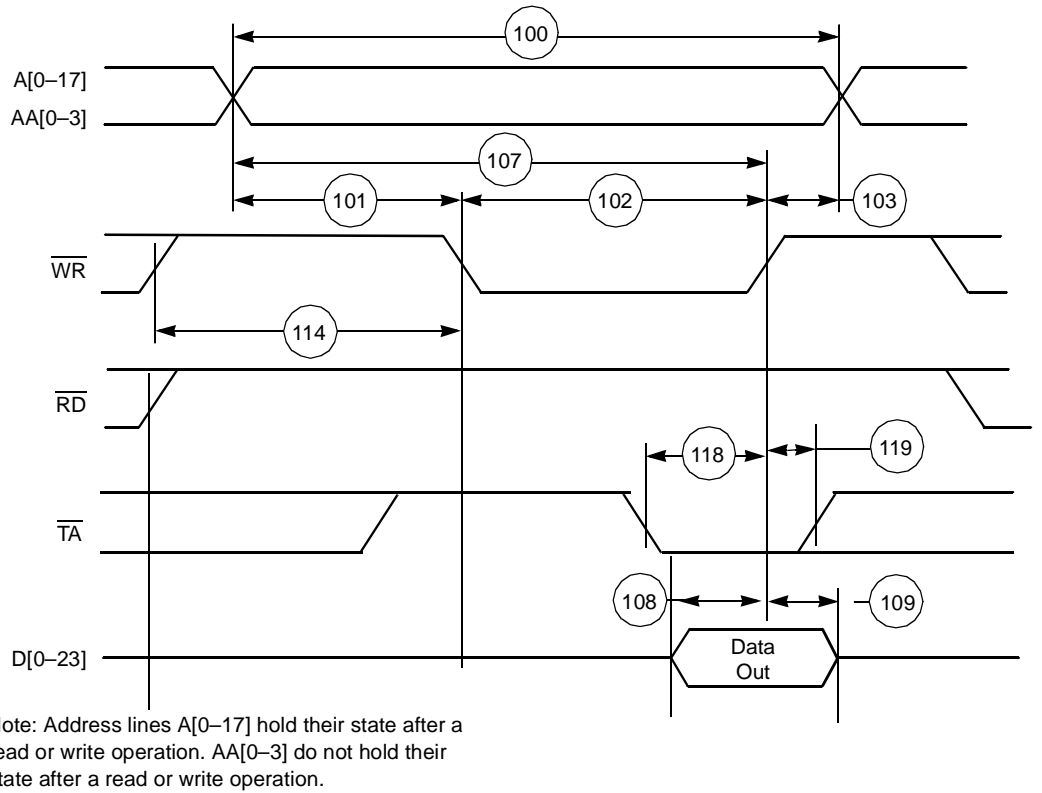 100
A[0–17]
AA[0–3]
107
101
102
103
WR
114
RD
118
119
TA
108
109
D[0–23]
Data
Out
ote: Address lines A[0–17] hold their state after a
ead or write operation. AA[0–3] do not hold their
tate after a read or write operation.